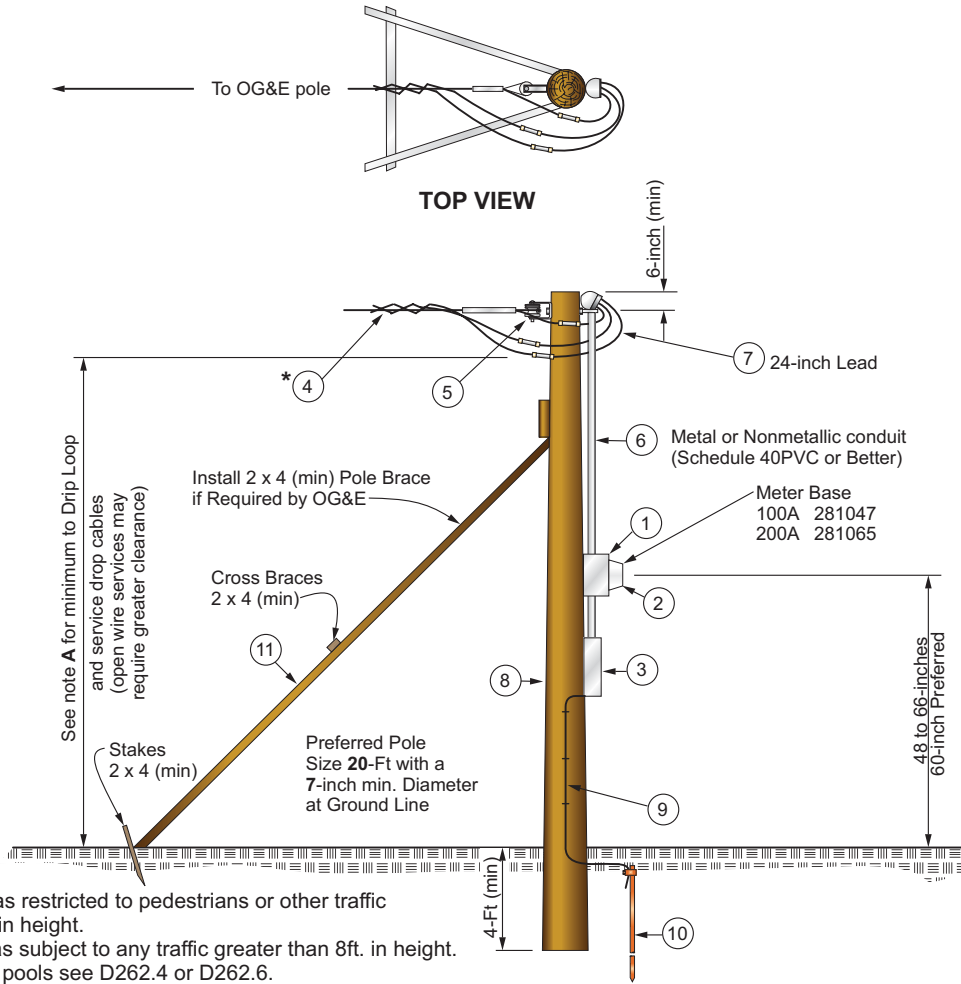 To OG&E pole
TOP VIEW
6-inch (min)
* 4
5
7 24-inch Lead
6 Metal or Nonmetallic conduit
(Schedule 40PVC or Better)
Install 2 x 4 (min) Pole Brace
if Required by OG&E
Meter Base
100A 281047
200A 281065
1
2
Cross Braces
2 x 4 (min)
See note A for minimum to Drip Loop
and service drop cables
(open wire services may
require greater clearance)
11
3
8
48 to 66-inches
60-inch Preferred
Stakes
2 x 4 (min)
Preferred Pole
Size 20-Ft with a
7-inch min. Diameter
at Ground Line
9
4-Ft (min)
10
as restricted to pedestrians or other traffic
in height.
as subject to any traffic greater than 8ft. in height.
pools see D262.4 or D262.6.